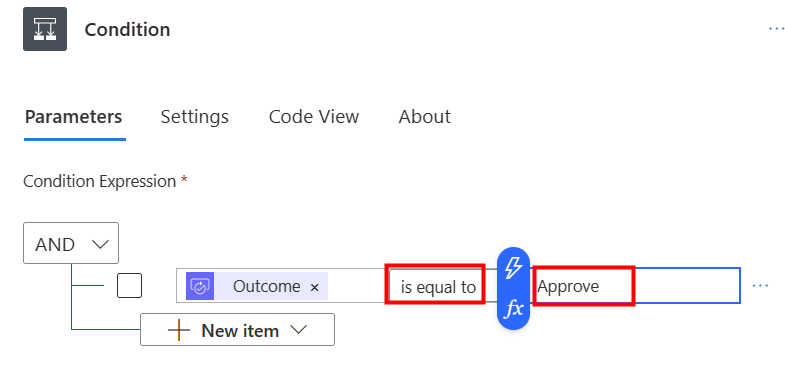 Condition
Parameters Settings Code View About
Condition Expression *
AND
Outcome × is equal to fx Approve
New item